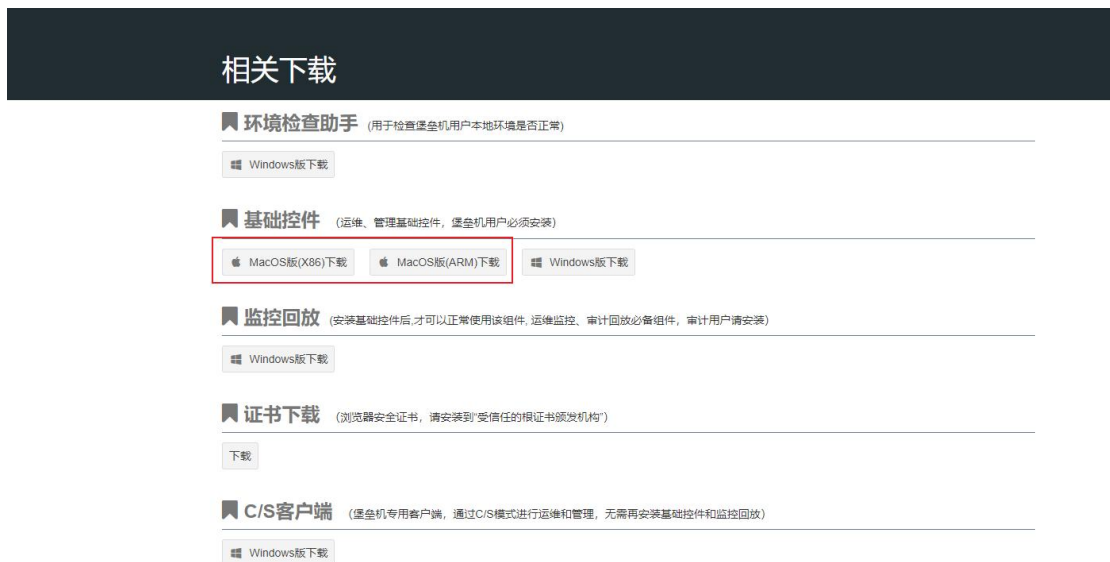 相关下载
环境检查助手 (用于检查堡垒机用户本地环境是否正常)
Windows版下载
基础控件 (运维、管理基础控件，堡垒机用户必须安装)
MacOS版(X86)下载 MacOS版(ARM)下载 Windows版下载
监控回放 (安装基础控件后,才可以正常使用该组件, 运维监控、审计回放必备组件，审计用户请安装)
Windows版下载
证书下载 (浏览器安全证书，请安装到“受信任的根证书颁发机构”)
下载
C/S客户端 (堡垒机专用客户端，通过C/S模式进行运维和管理，无需再安装基础控件和监控回放)
Windows版下载